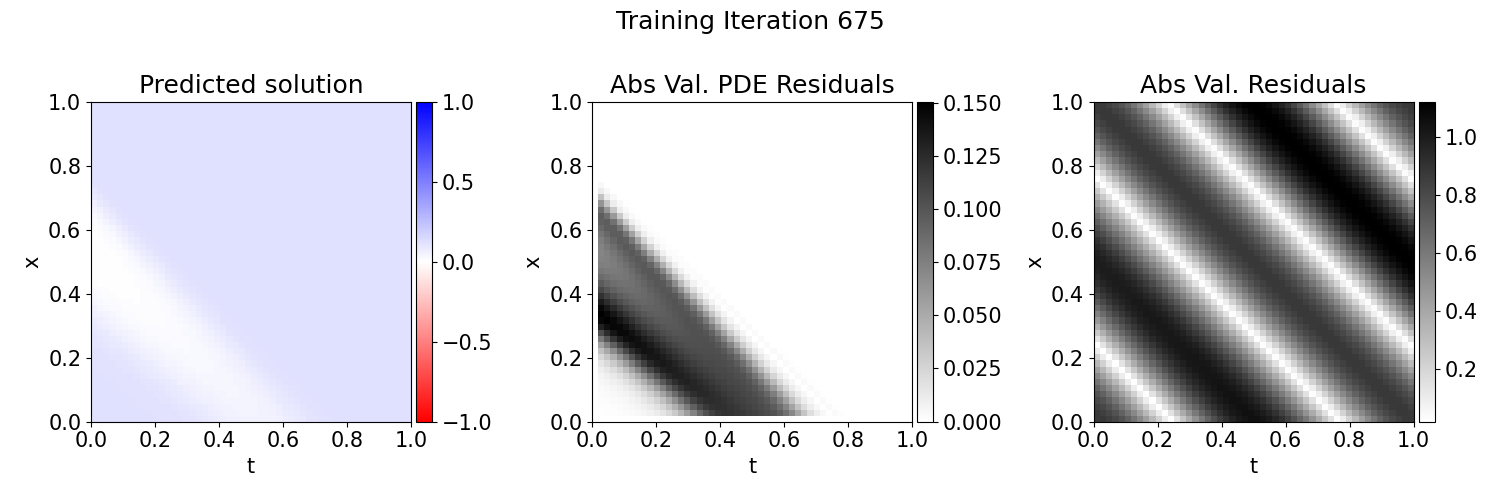 Training Iteration 675
Predicted solution
1.0
0.8
0.6
0.4
0.2
0.0
x
0.0 0.2 0.4 0.6 0.8 1.0
t
1.0
0.5
0.0
−0.5
−1.0
Abs Val. PDE Residuals
1.0
0.8
0.6
0.4
0.2
0.0
x
0.0 0.2 0.4 0.6 0.8 1.0
t
0.150
0.125
0.100
0.075
0.050
0.025
0.000
Abs Val. Residuals
1.0
0.8
0.6
0.4
0.2
0.0
x
0.0 0.2 0.4 0.6 0.8 1.0
t
1.0
0.8
0.6
0.4
0.2